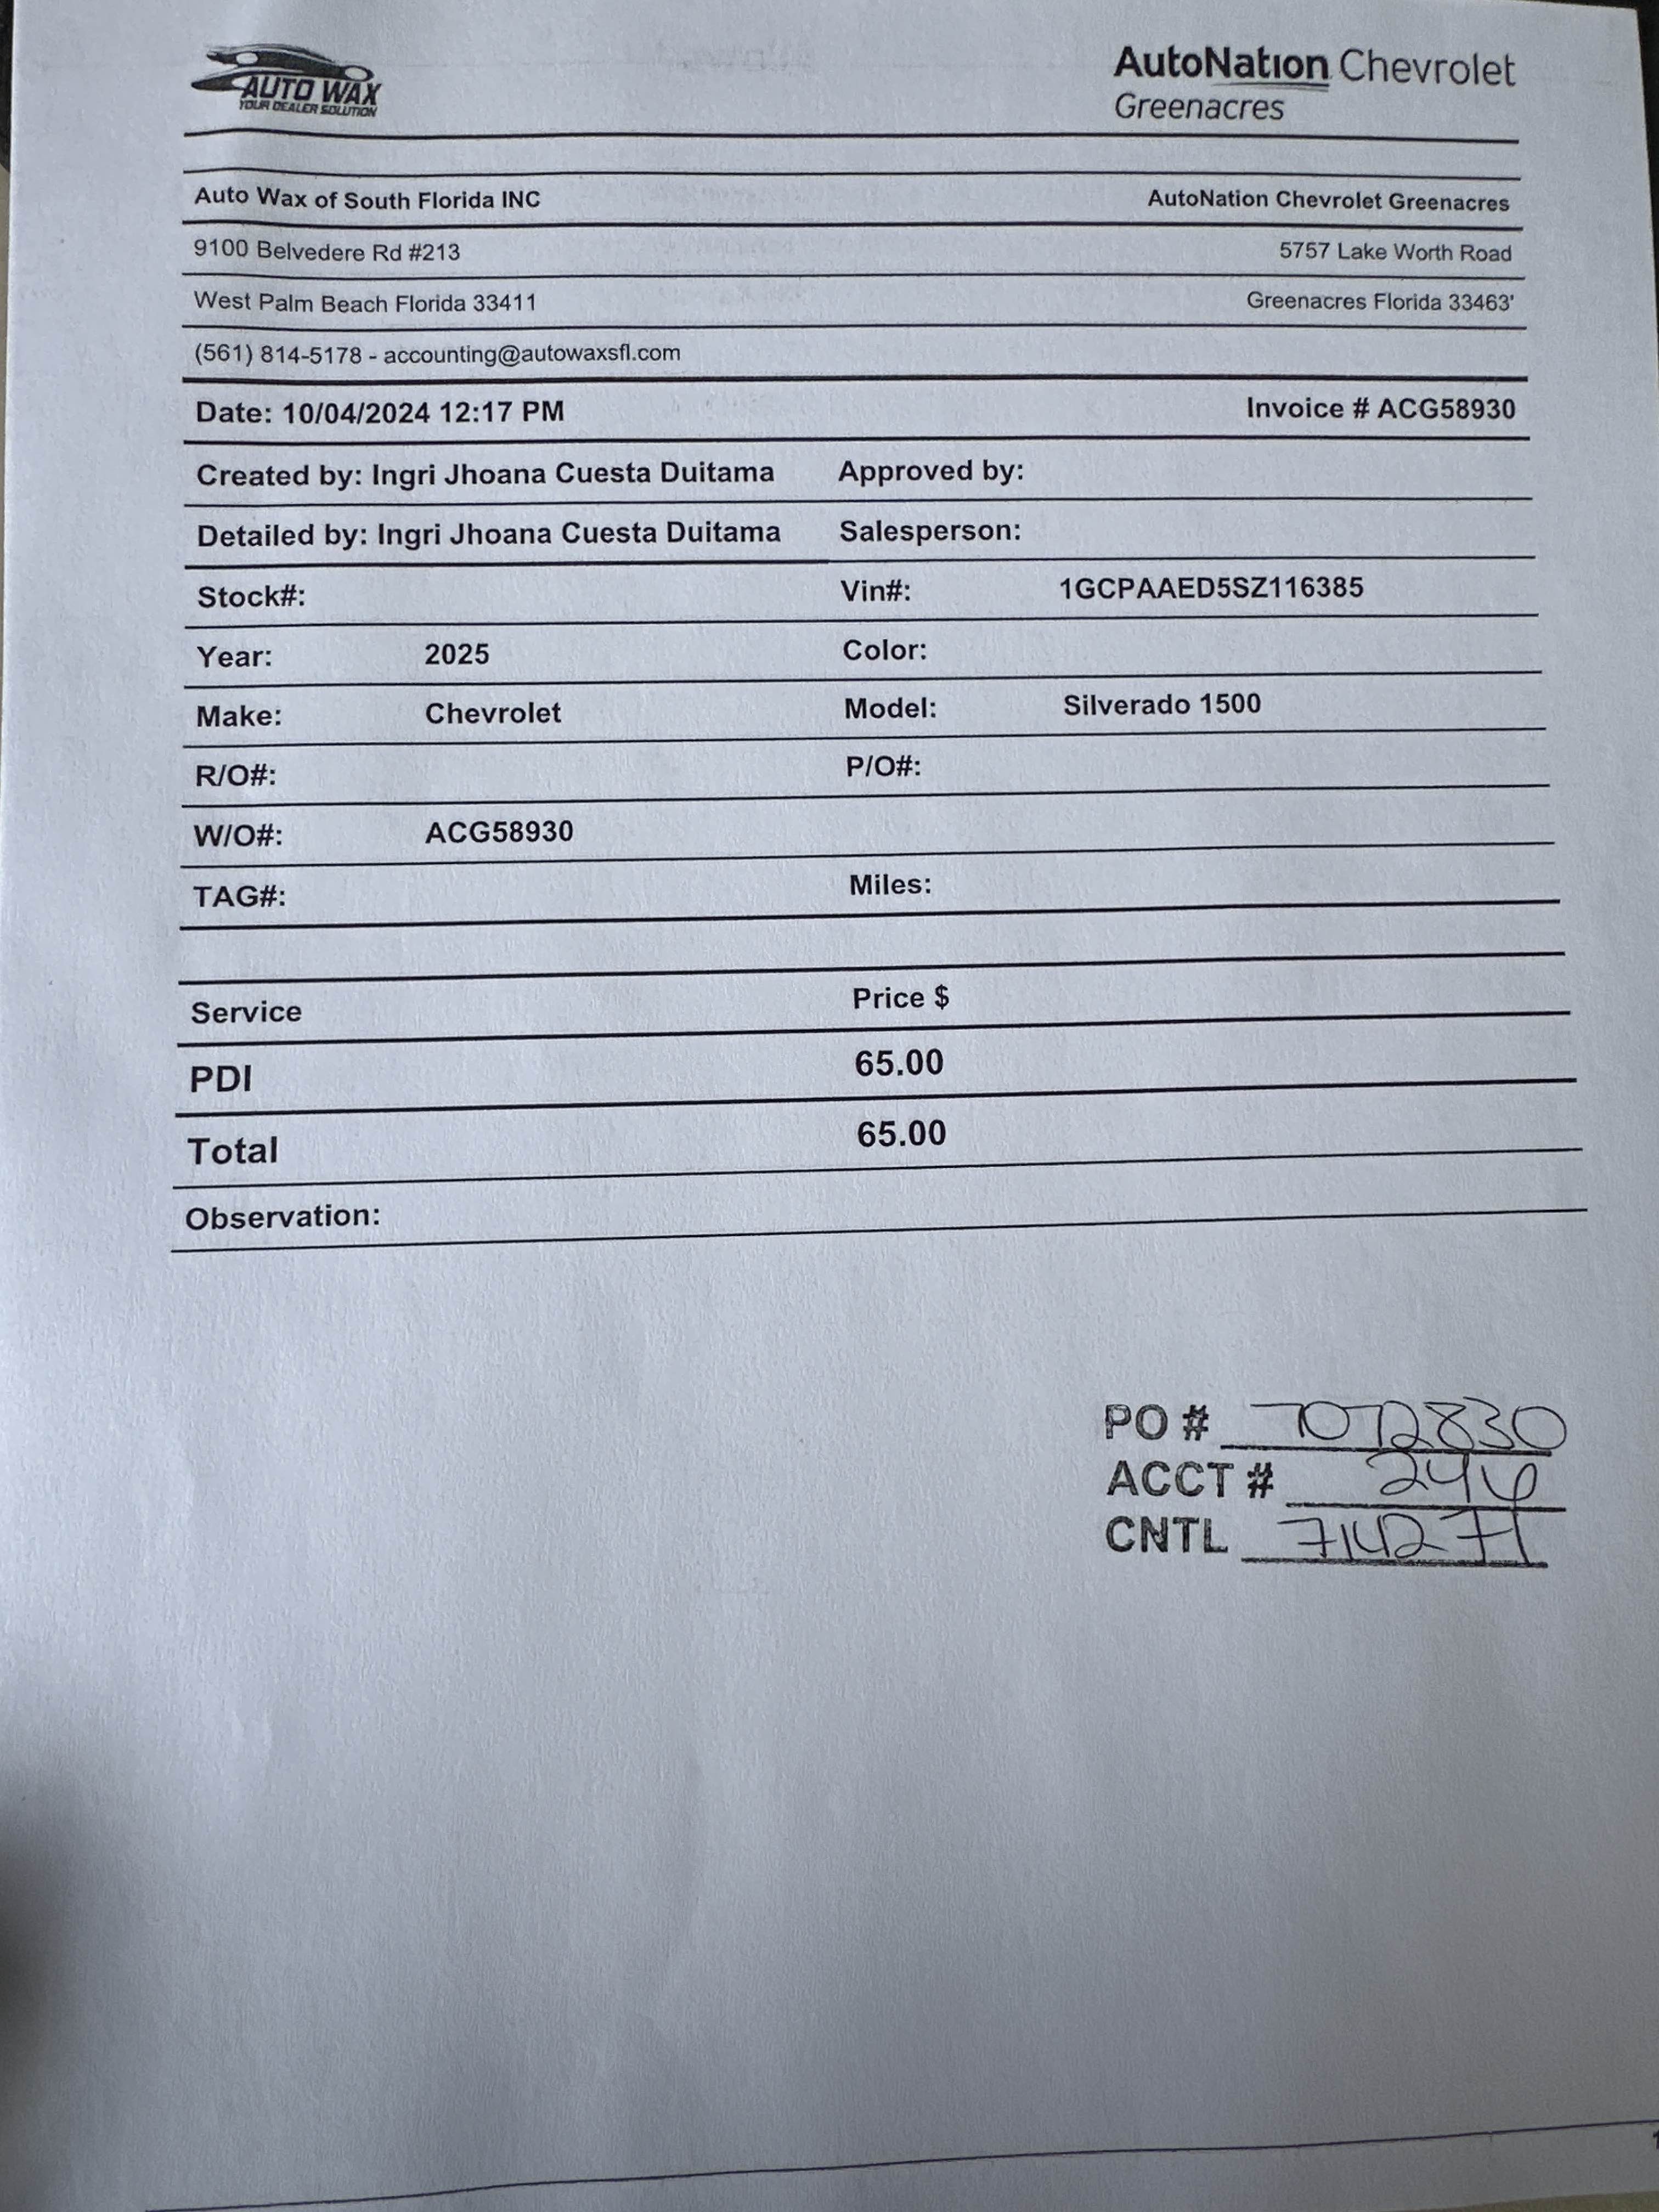 AUTO WAX
YOUR DEALER SOLUTION
AutoNation Chevrolet
Greenacres
Auto Wax of South Florida INC AutoNation Chevrolet Greenacres
9100 Belvedere Rd #213 5757 Lake Worth Road
West Palm Beach Florida 33411 Greenacres Florida 33463'
(561) 814-5178 - accounting@autowaxsfl.com
Date: 10/04/2024 12:17 PM Invoice # ACG58930
Created by: Ingri Jhoana Cuesta Duitama Approved by:
Detailed by: Ingri Jhoana Cuesta Duitama Salesperson:
Stock#: Vin#: 1GCPAAED5SZ116385
Year: 2025 Color:
Make: Chevrolet Model: Silverado 1500
R/O#: P/O#:
W/O#: ACG58930
TAG#: Miles:
Service Price $
PDI 65.00
Total 65.00
Observation:
PO # 7072830
ACCT # 246
CNTL 714271